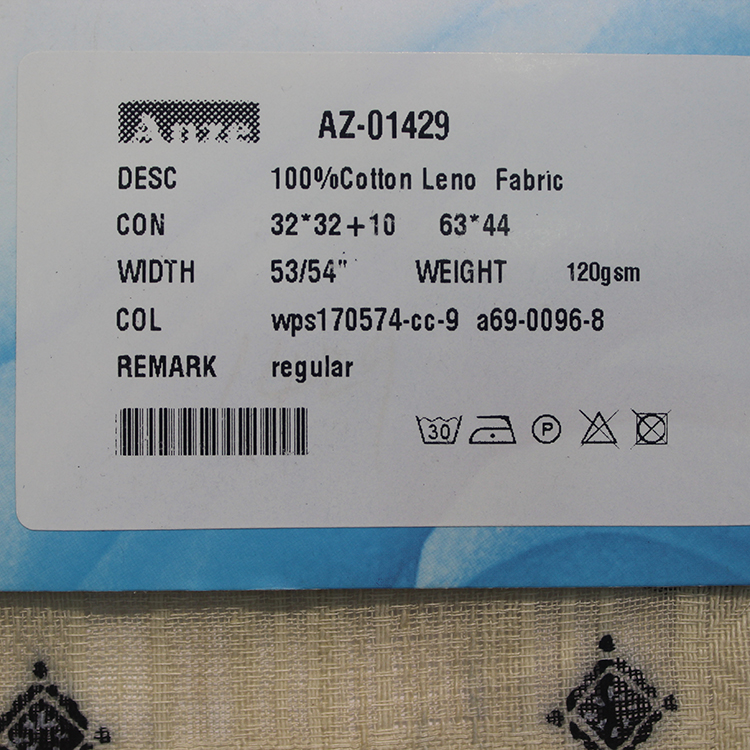 Anze AZ-01429
DESC 100%Cotton Leno Fabric
CON 32*32+10 63*44
WIDTH 53/54" WEIGHT 120gsm
COL wps170574-cc-9 a69-0096-8
REMARK regular
30 P